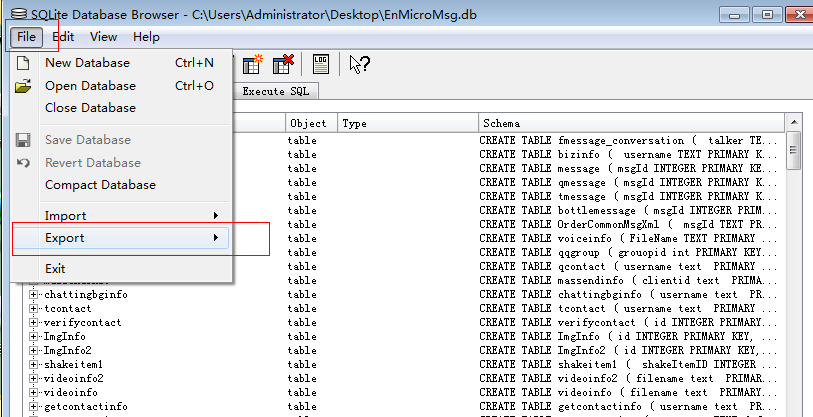 SQLite Database Browser - C:\Users\Administrator\Desktop\EnMicroMsg.db
File Edit View Help
New Database Ctrl+N
Open Database Ctrl+O
Close Database
Save Database
Revert Database
Compact Database
Import
Export
Exit
LOG
Execute SQL
Object Type Schema
table CREATE TABLE fmessage_conversation ( talker TE...
table CREATE TABLE bizinfo ( username TEXT PRIMARY K...
table CREATE TABLE message ( msgId INTEGER PRIMARY KE...
table CREATE TABLE qmessage ( msgId INTEGER PRIMARY K...
table CREATE TABLE tmessage ( msgId INTEGER PRIMARY K...
table CREATE TABLE bottlemessage ( msgId INTEGER PRIM...
table CREATE TABLE OrderCommonMsgXml ( msgId TEXT PR...
table CREATE TABLE voiceinfo ( FileName TEXT PRIMARY ...
table CREATE TABLE qqgroup ( grouopid int PRIMARY KEY,...
table CREATE TABLE qcontact ( username text PRIMARY ...
table CREATE TABLE massendinfo ( clientid text PRIMA...
chattingbginfo table CREATE TABLE chattingbginfo ( username text PR...
tcontact table CREATE TABLE tcontact ( username text PRIMARY ...
verifycontact table CREATE TABLE verifycontact ( id INTEGER PRIMAR...
ImgInfo table CREATE TABLE ImgInfo ( id INTEGER PRIMARY KEY, ...
ImgInfo2 table CREATE TABLE ImgInfo2 ( id INTEGER PRIMARY KEY,...
shakeitem1 table CREATE TABLE shakeitem1 ( shakeItemID INTEGER ...
videoinfo2 table CREATE TABLE videoinfo2 ( filename text PRIMAR...
videoinfo table CREATE TABLE videoinfo ( filename text PRIMARY...
getcontactinfo table CREATE TABLE getcontactinfo ( username text PR...